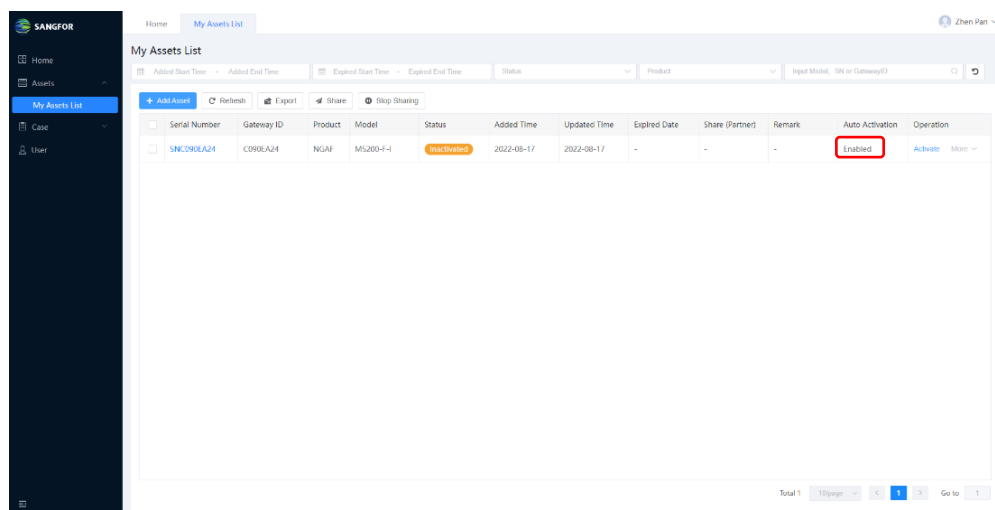 SANGFOR
Home
My Assets List
Zhen Pan
Home
Assets
My Assets List
Case
User
My Assets List
Added Start Time - Added End Time
Expired Start Time - Expired End Time
Status
Product
Input Model, SN or GatewayID
+ Add Asset
Refresh
Export
Share
Stop Sharing
Serial Number Gateway ID Product Model Status Added Time Updated Time Expired Date Share (Partner) Remark Auto Activation Operation
SNC090EA24 C090EA24 NGAF M5200-F-I Inactivated 2022-08-17 2022-08-17 - - - Enabled Activate More
Total 1 10/page < 1 > Go to 1